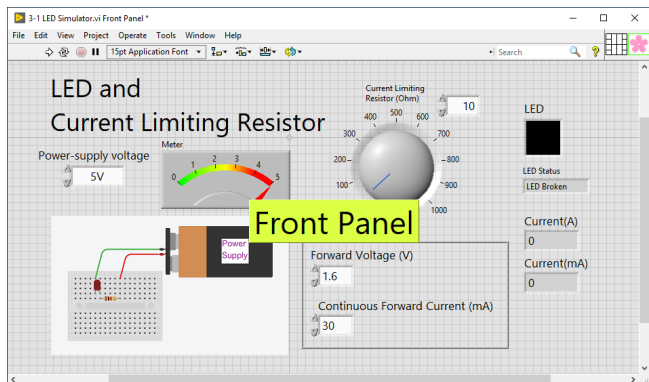 3-1 LED Simulator.vi Front Panel *
File Edit View Project Operate Tools Window Help
15pt Application Font
Search
?
LED and
Current Limiting Resistor
Power-supply voltage
5V
Meter
0 1 2 3 4 5
Current Limiting
Resistor (Ohm)
10
100 200 300 400 500 600 700 800 900 1000
LED
LED Status
LED Broken
Current(A)
0
Current(mA)
0
Power
Supply
Front Panel
Forward Voltage (V)
1.6
Continuous Forward Current (mA)
30